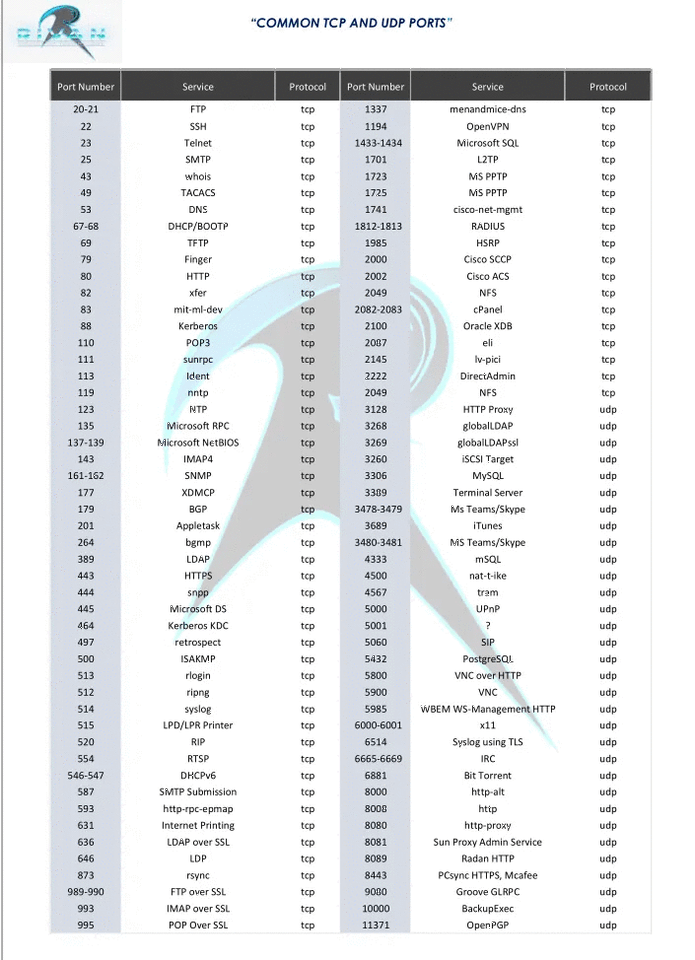 “COMMON TCP AND UDP PORTS”
Port Number Service Protocol Port Number Service Protocol
20-21 FTP tcp 1337 menandmice-dns tcp
22 SSH tcp 1194 OpenVPN tcp
23 Telnet tcp 1433-1434 Microsoft SQL tcp
25 SMTP tcp 1701 L2TP tcp
43 whois tcp 1723 MS PPTP tcp
49 TACACS tcp 1725 MS PPTP tcp
53 DNS tcp 1741 cisco-net-mgmt tcp
67-68 DHCP/BOOTP tcp 1812-1813 RADIUS tcp
69 TFTP tcp 1985 HSRP tcp
79 Finger tcp 2000 Cisco SCCP tcp
80 HTTP tcp 2002 Cisco ACS tcp
82 xfer tcp 2049 NFS tcp
83 mit-ml-dev tcp 2082-2083 cPanel tcp
88 Kerberos tcp 2100 Oracle XDB tcp
110 POP3 tcp 2087 eli tcp
111 sunrpc tcp 2145 lv-pici tcp
113 Ident tcp 2222 DirectAdmin tcp
119 nntp tcp 2049 NFS tcp
123 NTP tcp 3128 HTTP Proxy udp
135 Microsoft RPC tcp 3268 globalLDAP udp
137-139 Microsoft NetBIOS tcp 3269 globalLDAPssl udp
143 IMAP4 tcp 3260 iSCSI Target udp
161-162 SNMP tcp 3306 MySQL udp
177 XDMCP tcp 3389 Terminal Server udp
179 BGP tcp 3478-3479 Ms Teams/Skype udp
201 Appletask tcp 3689 iTunes udp
264 bgmp tcp 3480-3481 MS Teams/Skype udp
389 LDAP tcp 4333 mSQL udp
443 HTTPS tcp 4500 nat-t-ike udp
444 snpp tcp 4567 tram udp
445 Microsoft DS tcp 5000 UPnP udp
464 Kerberos KDC tcp 5001 ? udp
497 retrospect tcp 5060 SIP udp
500 ISAKMP tcp 5432 PostgreSQL udp
513 rlogin tcp 5800 VNC over HTTP udp
512 ripng tcp 5900 VNC udp
514 syslog tcp 5985 WBEM WS-Management HTTP udp
515 LPD/LPR Printer tcp 6000-6001 x11 udp
520 RIP tcp 6514 Syslog using TLS udp
554 RTSP tcp 6665-6669 IRC udp
546-547 DHCPv6 tcp 6881 Bit Torrent udp
587 SMTP Submission tcp 8000 http-alt udp
593 http-rpc-epmap tcp 8008 http udp
631 Internet Printing tcp 8080 http-proxy udp
636 LDAP over SSL tcp 8081 Sun Proxy Admin Service udp
646 LDP tcp 8089 Radan HTTP udp
873 rsync tcp 8443 PCsync HTTPS, Mcafee udp
989-990 FTP over SSL tcp 9080 Groove GLRPC udp
993 IMAP over SSL tcp 10000 BackupExec udp
995 POP Over SSL tcp 11371 OpenPGP udp